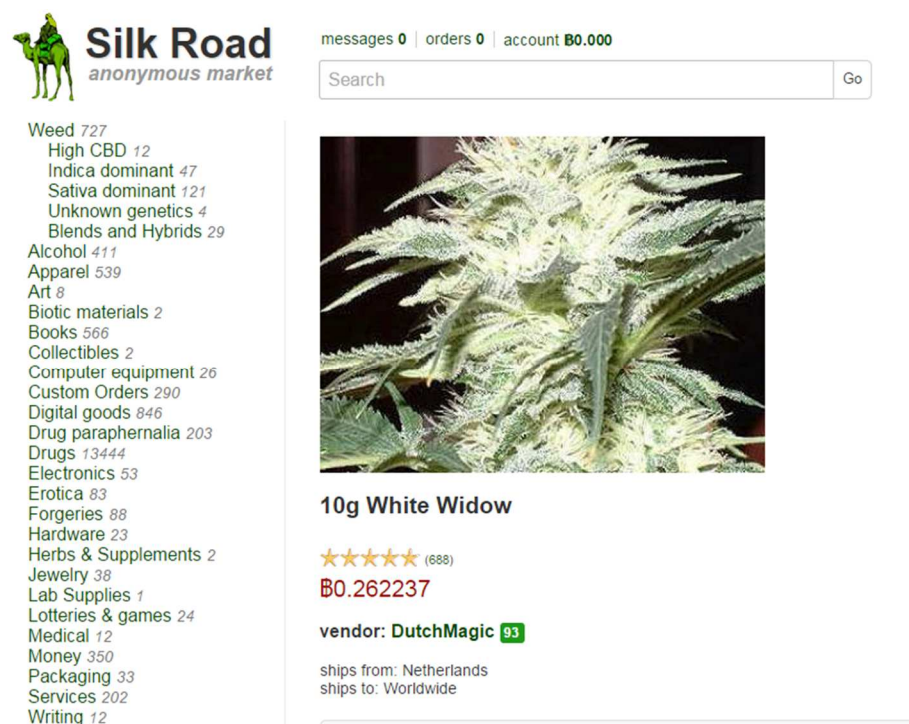 Silk Road
anonymous market
messages 0 | orders 0 | account ฿0.000
Search
Go
Weed 727
High CBD 12
Indica dominant 47
Sativa dominant 121
Unknown genetics 4
Blends and Hybrids 29
Alcohol 411
Apparel 539
Art 8
Biotic materials 2
Books 566
Collectibles 2
Computer equipment 26
Custom Orders 290
Digital goods 846
Drug paraphernalia 203
Drugs 13444
Electronics 53
Erotica 83
Forgeries 88
Hardware 23
Herbs & Supplements 2
Jewelry 38
Lab Supplies 1
Lotteries & games 24
Medical 12
Money 350
Packaging 33
Services 202
Writing 12
10g White Widow
(688)
฿0.262237
vendor: DutchMagic 93
ships from: Netherlands
ships to: Worldwide